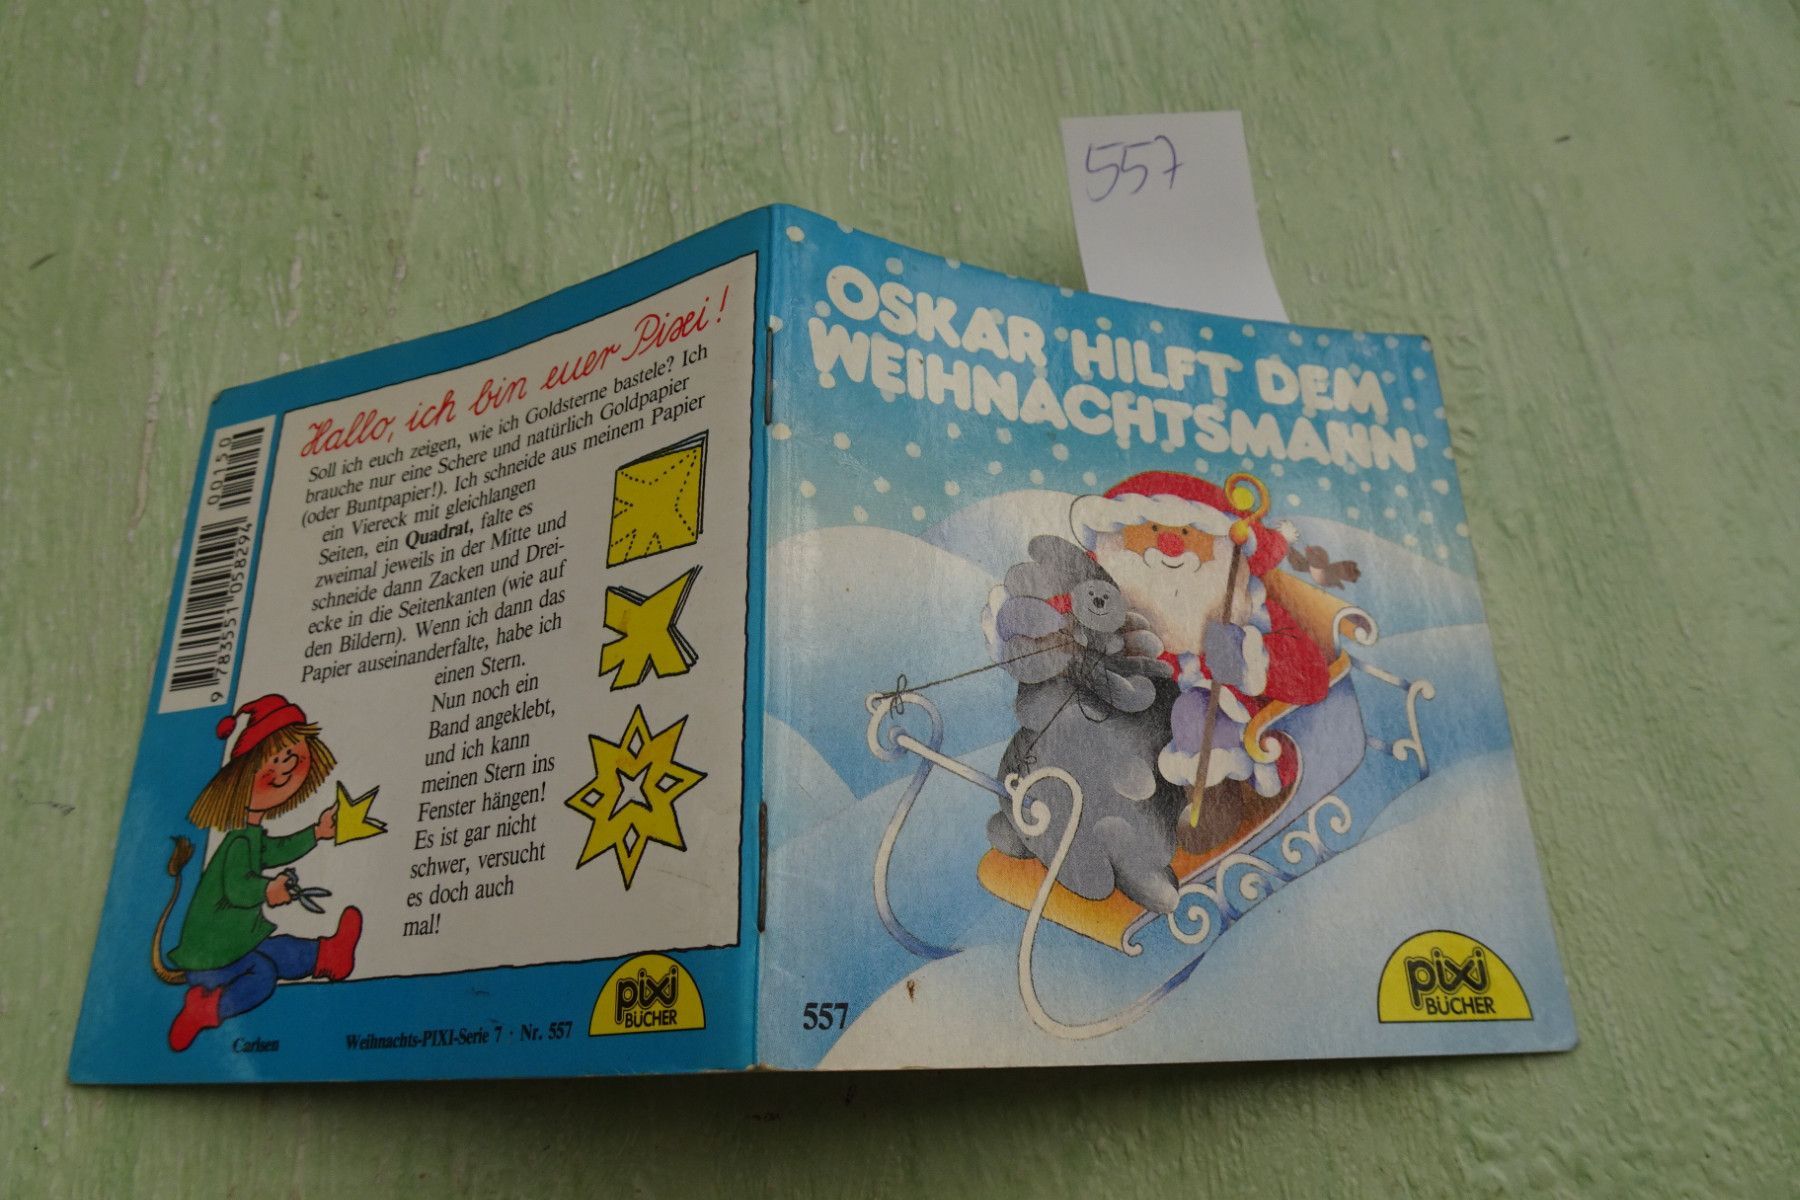 557
OSKAR HILFT DEM
WEIHNACHTSMANN
557
pixi
BÜCHER
Hallo, ich bin euer Pixi!
Soll ich euch zeigen, wie ich Goldsterne bastele? Ich
brauche nur eine Schere und natürlich Goldpapier
(oder Buntpapier!). Ich schneide aus meinem Papier
ein Viereck mit gleichlangen
Seiten, ein Quadrat, falte es
zweimal jeweils in der Mitte und
schneide dann Zacken und Drei-
ecke in die Seitenkanten (wie auf
den Bildern). Wenn ich dann das
Papier auseinanderfalte, habe ich
einen Stern.
Nun noch ein
Band angeklebt,
und ich kann
meinen Stern ins
Fenster hängen!
Es ist gar nicht
schwer, versucht
es doch auch
mal!
9 783551 058294
00150
Carlsen
Weihnachts-PIXI-Serie 7 · Nr. 557
pixi
BÜCHER